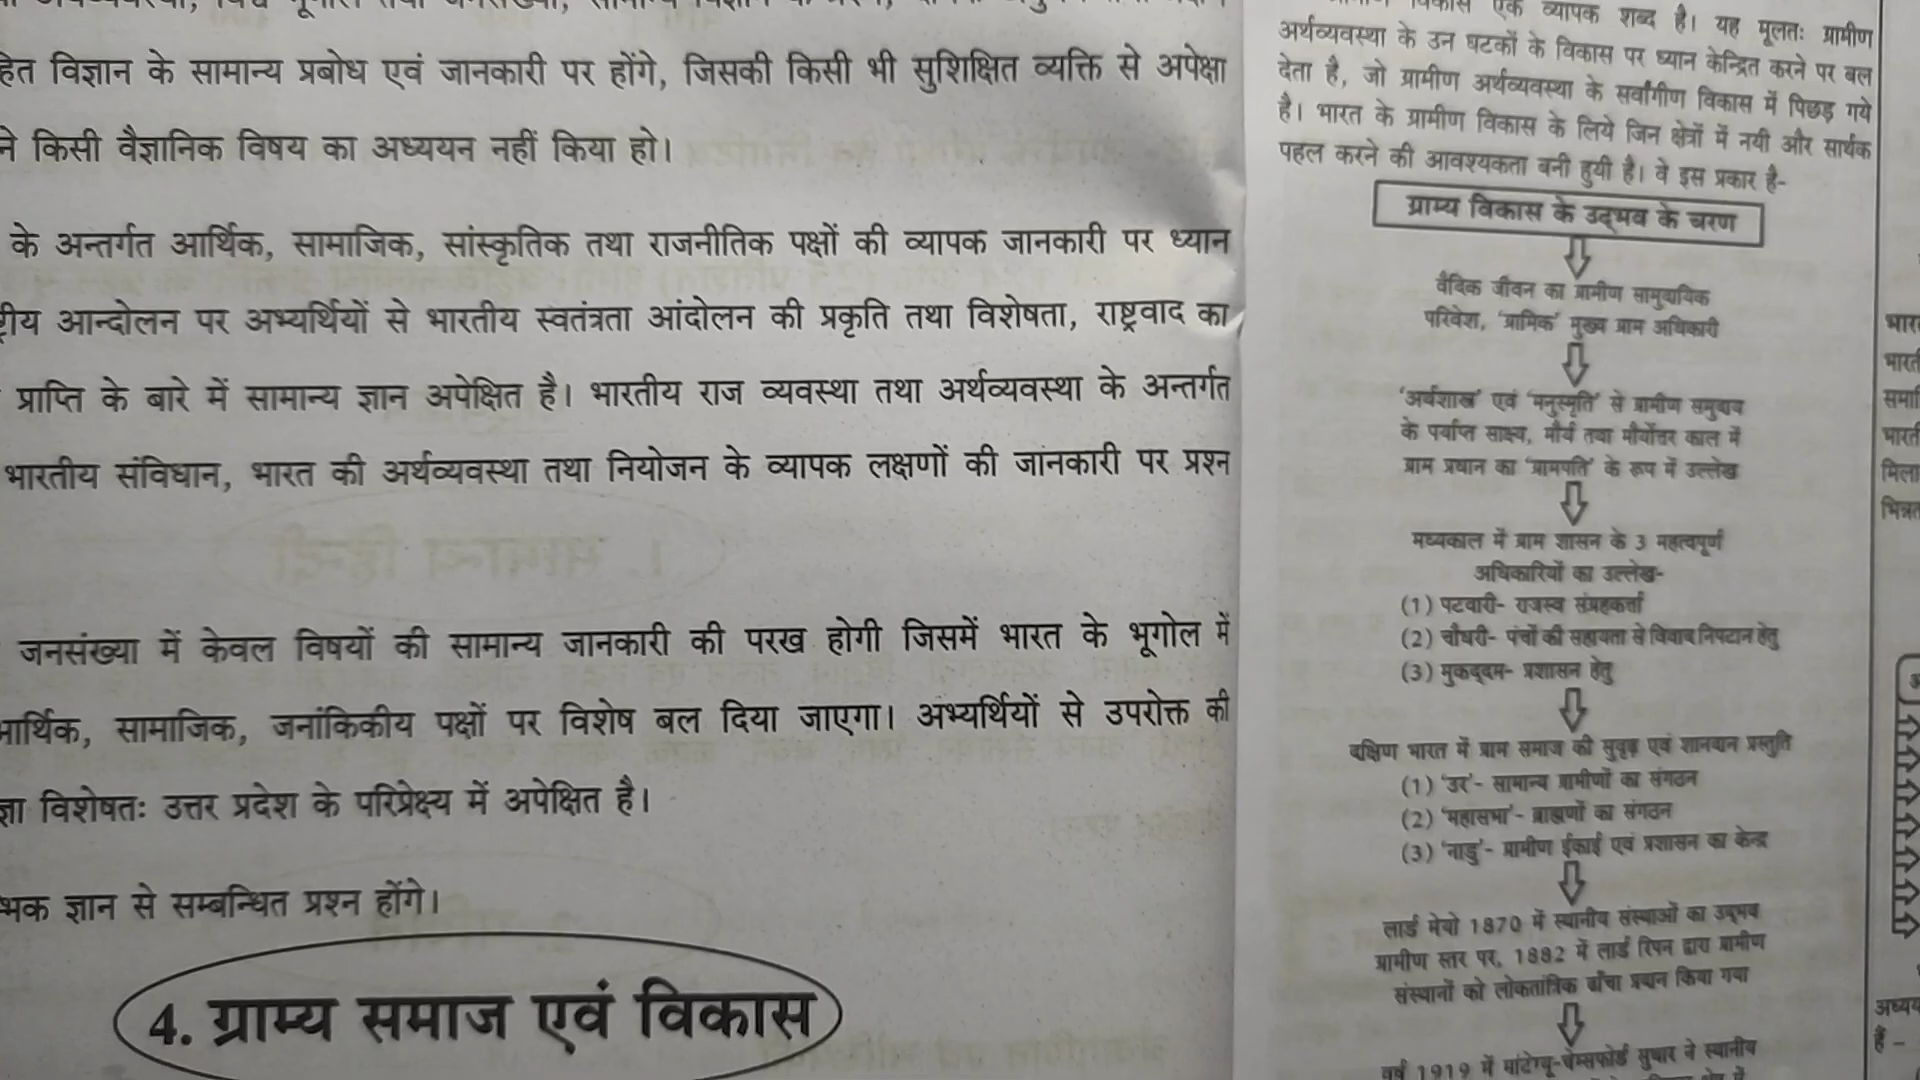 हित विज्ञान के सामान्य प्रबोध एवं जानकारी पर होंगे, जिसकी किसी भी सुशिक्षित व्यक्ति से अपेक्षा
ने किसी वैज्ञानिक विषय का अध्ययन नहीं किया हो।
के अन्तर्गत आर्थिक, सामाजिक, सांस्कृतिक तथा राजनीतिक पक्षों की व्यापक जानकारी पर ध्यान
ट्रीय आन्दोलन पर अभ्यर्थियों से भारतीय स्वतंत्रता आंदोलन की प्रकृति तथा विशेषता, राष्ट्रवाद का
प्राप्ति के बारे में सामान्य ज्ञान अपेक्षित है। भारतीय राज व्यवस्था तथा अर्थव्यवस्था के अन्तर्गत
भारतीय संविधान, भारत की अर्थव्यवस्था तथा नियोजन के व्यापक लक्षणों की जांनकारी पर प्रश्न
जनसंख्या में केवल विषयों की सामान्य जानकारी की परख होगी जिसमें भारत के भूगोल में
आर्थिक, सामाजिक, जनांकिकीय पक्षों पर विशेष बल दिया जाएगा। अभ्यर्थियों से उपरोक्त की
विशेषतः उत्तर प्रदेश के परिप्रेक्ष्य में अपेक्षित है।
भक ज्ञान से सम्बन्धित प्रश्न होंगे।
4. ग्राम्य समाज एवं विकास
विकास एक व्यापक शब्द है। यह मूलतः ग्रामीण
अर्थव्यवस्था के उन घटकों के विकास पर ध्यान केन्द्रित करने पर बल
देता है, जो ग्रामीण अर्थव्यवस्था के सर्वांगीण विकास में पिछड़ गये
है। भारत के ग्रामीण विकास के लिये जिन क्षेत्रों में नयी और सार्थक
पहल करने की आवश्यकता बनी हुयी है। वे इस प्रकार है-
ग्राम्य विकास के उद्भव के चरण
वैदिक जीवन का ग्रामीण सामुदायिक
परिवेश, 'ग्रामिक' मुख्य ग्राम अधिकारी
'अर्थशास्त्र' एवं 'मनुस्मृति' से ग्रामीण समुदाय
के पर्याप्त साक्ष्य, मौर्य तथा मौर्योत्तर काल में
ग्राम प्रधान का 'ग्रामपति' के रूप में उल्लेख
मध्यकाल में ग्राम शासन के 3 महत्वपूर्ण
अधिकारियों का उल्लेख-
(1) पटवारी- राजस्व संग्रहकर्त्ता
(2) चौधरी- पंचों की सहायता से विवाद निपटान हेतु
(3) मुकद्दम- प्रशासन हेतु
दक्षिण भारत में ग्राम समाज की सुदृढ़ एवं शानदान प्रस्तुति
(1) 'उर'- सामान्य ग्रामीणों का संगठन
(2) 'महासभा'- ब्राह्मणों का संगठन
(3) 'नाडु'- ग्रामीण ईकाई एवं प्रशासन का केन्द्र
लार्ड मेयो 1870 में स्थानीय संस्थाओं का उद्भव
ग्रामीण स्तर पर, 1882 में लार्ड रिपन द्वारा ग्रामीण
संस्थानों को लोकतांत्रिक ढाँचा प्रदान किया गया
वर्ष 1919 में मांटेग्यू-चेम्सफोर्ड सुधार ने स्थानीय